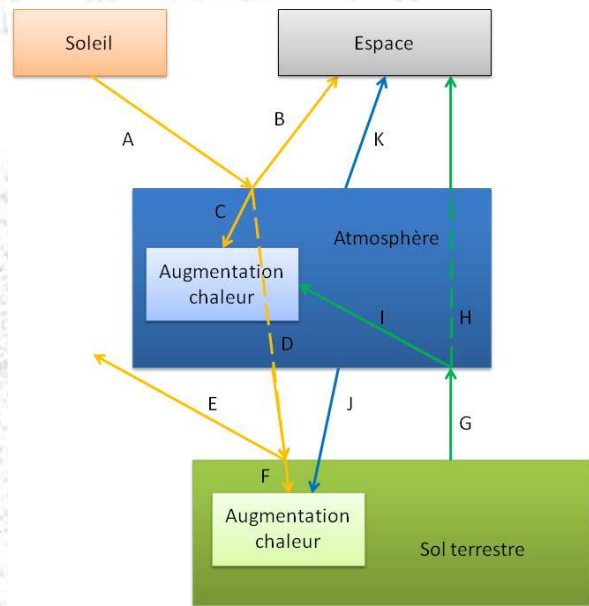 Soleil
Espace
A
B
K
C
Atmosphère
Augmentation
chaleur
I
H
D
E
J
G
F
Augmentation
chaleur
Sol terrestre